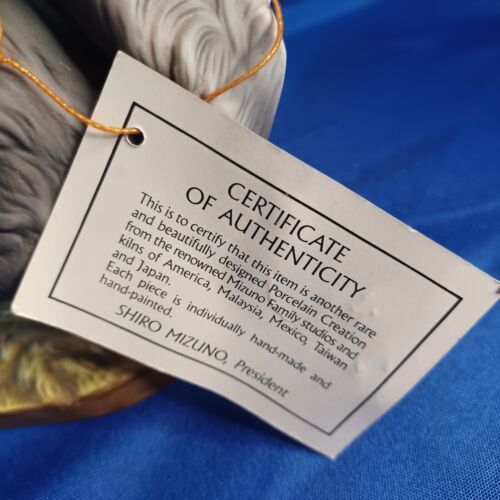 CERTIFICATE
OF AUTHENTICITY
This is to certify that this item is another rare
and beautifully designed Porcelain Creation
from the renowned Mizuno Family studios and
kilns of America, Malaysia, Mexico, Taiwan
and Japan.
Each piece is individually hand-made and
hand-painted.
SHIRO MIZUNO, President